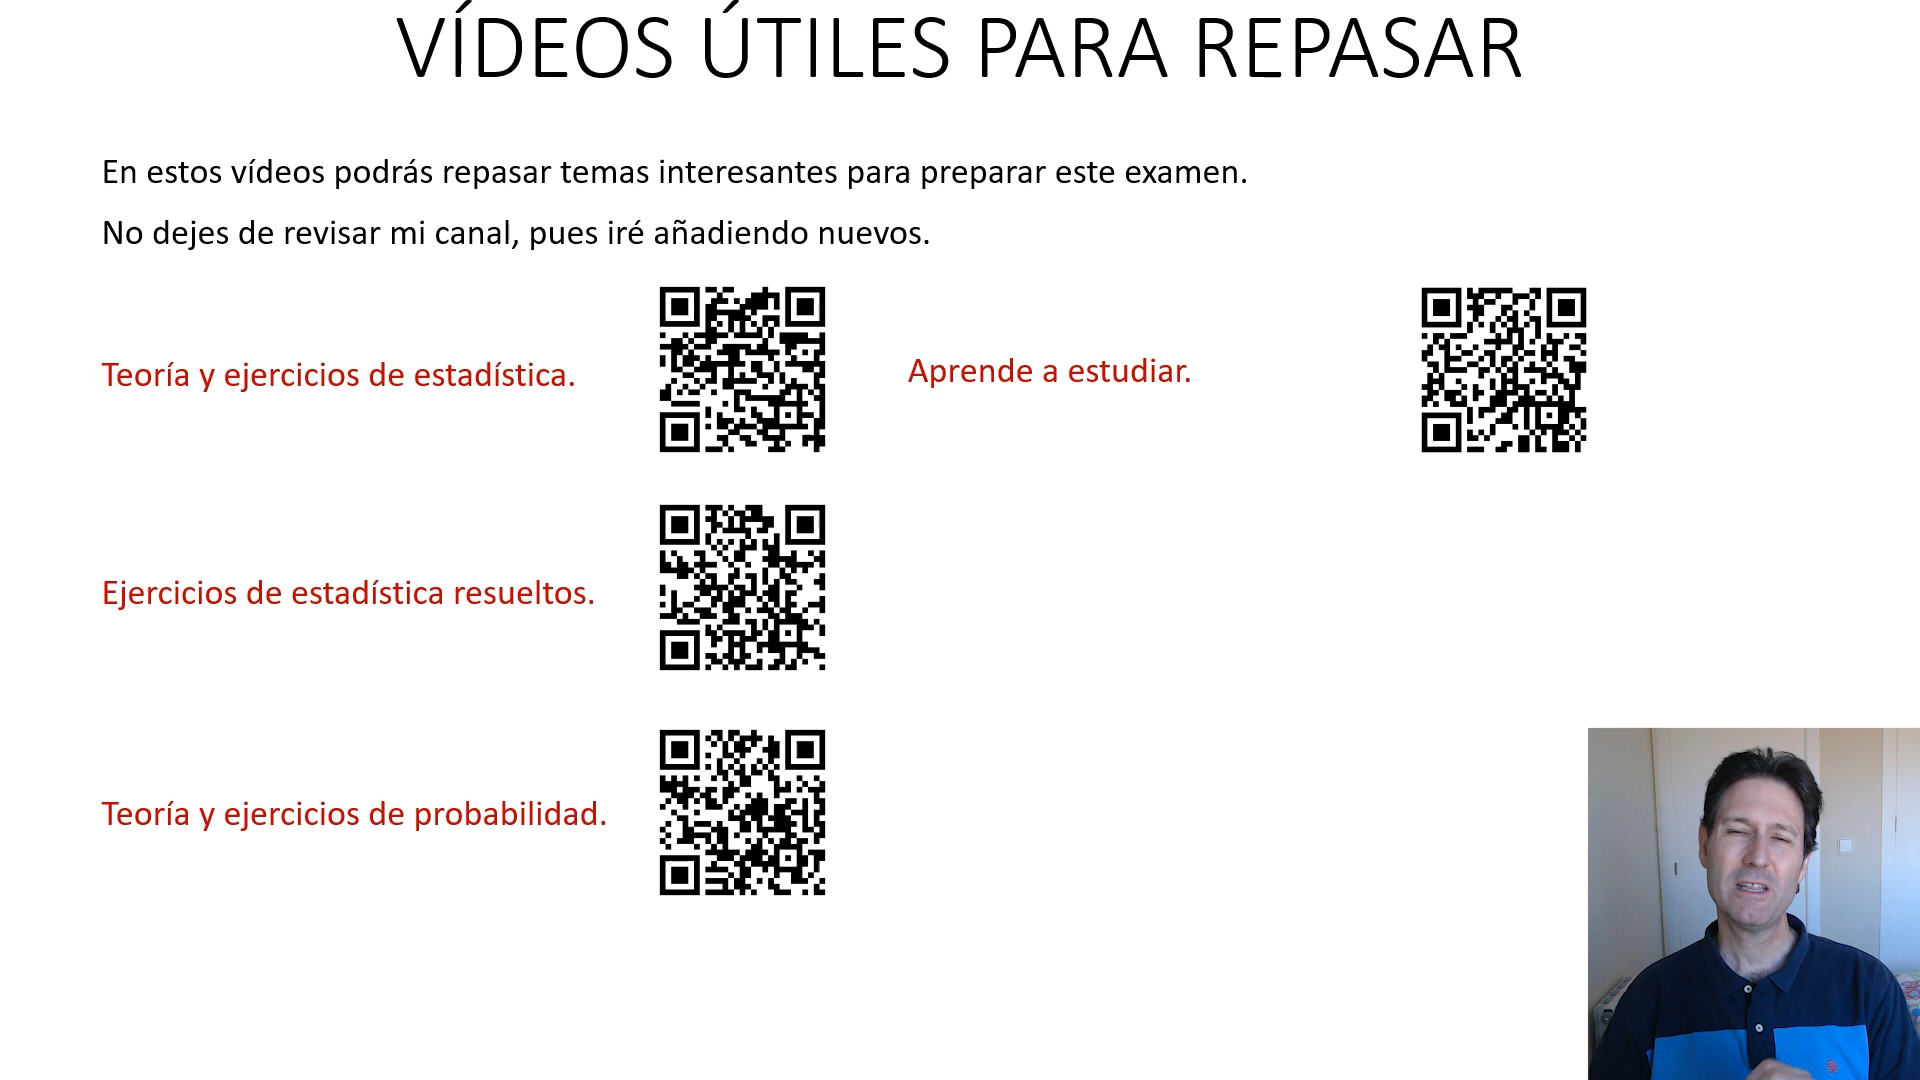 VÍDEOS ÚTILES PARA REPASAR
En estos vídeos podrás repasar temas interesantes para preparar este examen.
No dejes de revisar mi canal, pues iré añadiendo nuevos.
Teoría y ejercicios de estadística.
Aprende a estudiar.
Ejercicios de estadística resueltos.
Teoría y ejercicios de probabilidad.